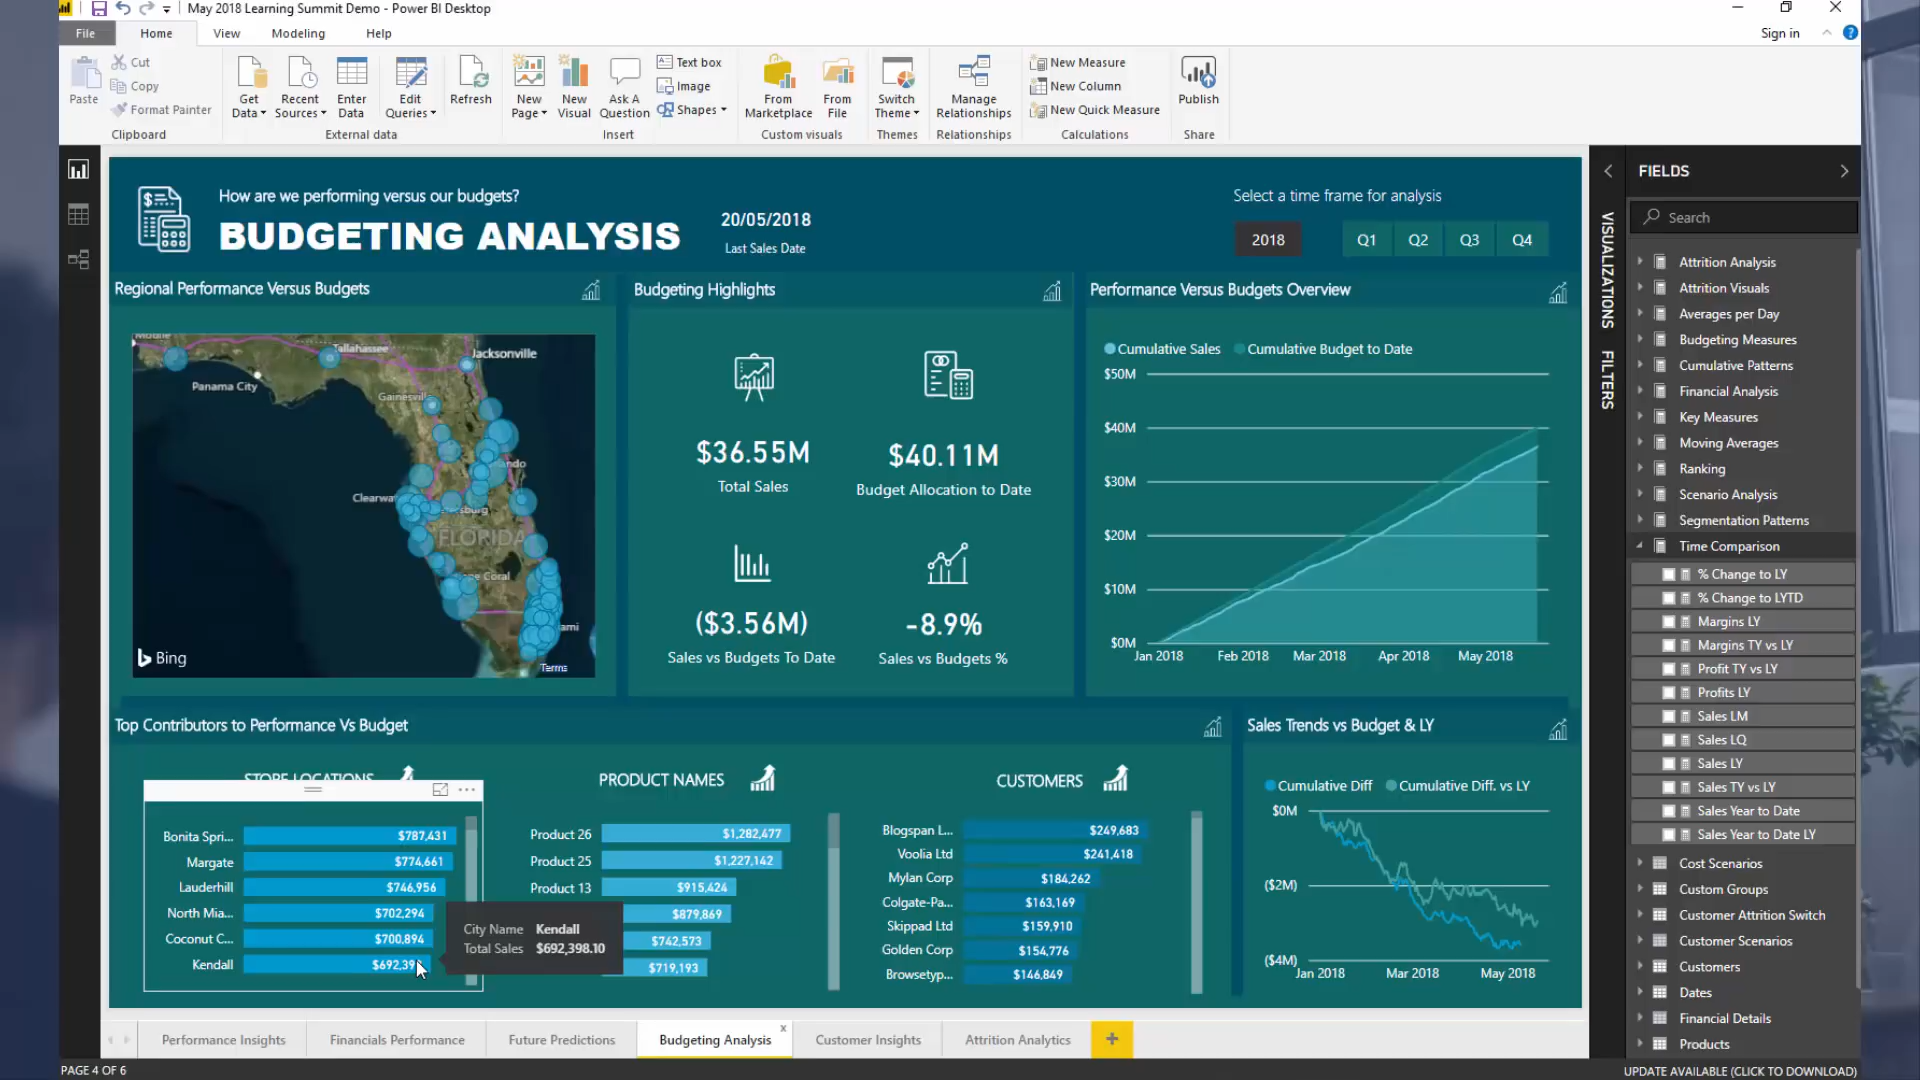 May 2018 Learning Summit Demo - Power BI Desktop
File
Home
View
Modeling
Help
Sign in
Paste
Cut
Copy
Format Painter
Clipboard
Get Data
Recent Sources
Enter Data
Edit Queries
Refresh
External data
New Page
New Visual
Ask A Question
Text box
Image
Shapes
Insert
From Marketplace
From File
Custom visuals
Switch Theme
Themes
Manage Relationships
Relationships
New Measure
New Column
New Quick Measure
Calculations
Publish
Share
How are we performing versus our budgets?
BUDGETING ANALYSIS
20/05/2018
Last Sales Date
Select a time frame for analysis
2018
Q1
Q2
Q3
Q4
Regional Performance Versus Budgets
Tallahassee
Jacksonville
Panama City
Gainesvill
ando
Clearwa
ersburg
FLORIDA
Coral
ami
Bing
Terms
Budgeting Highlights
$36.55M
Total Sales
$40.11M
Budget Allocation to Date
($3.56M)
Sales vs Budgets To Date
-8.9%
Sales vs Budgets %
Performance Versus Budgets Overview
Cumulative Sales
Cumulative Budget to Date
$50M
$40M
$30M
$20M
$10M
$0M
Jan 2018
Feb 2018
Mar 2018
Apr 2018
May 2018
Top Contributors to Performance Vs Budget
STORE LOCATIONS
Bonita Spri... $787,431
Margate $774,661
Lauderhill $746,956
North Mia... $702,294
Coconut C... $700,894
Kendall $692,39
City Name Kendall
Total Sales $692,398.10
PRODUCT NAMES
Product 26 $1,282,477
Product 25 $1,227,142
Product 13 $915,424
$879,869
$742,573
$719,193
CUSTOMERS
Blogspan L... $249,683
Voolia Ltd $241,418
Mylan Corp $184,262
Colgate-Pa... $163,169
Skippad Ltd $159,910
Golden Corp $154,776
Browsetyp... $146,849
Sales Trends vs Budget & LY
Cumulative Diff
Cumulative Diff. vs LY
$0M
($2M)
($4M)
Jan 2018
Mar 2018
May 2018
VISUALIZATIONS
FILTERS
FIELDS
Search
Attrition Analysis
Attrition Visuals
Averages per Day
Budgeting Measures
Cumulative Patterns
Financial Analysis
Key Measures
Moving Averages
Ranking
Scenario Analysis
Segmentation Patterns
Time Comparison
% Change to LY
% Change to LYTD
Margins LY
Margins TY vs LY
Profit TY vs LY
Profits LY
Sales LM
Sales LQ
Sales LY
Sales TY vs LY
Sales Year to Date
Sales Year to Date LY
Cost Scenarios
Custom Groups
Customer Attrition Switch
Customer Scenarios
Customers
Dates
Financial Details
Products
Performance Insights
Financials Performance
Future Predictions
Budgeting Analysis
Customer Insights
Attrition Analytics
PAGE 4 OF 6
UPDATE AVAILABLE (CLICK TO DOWNLOAD)